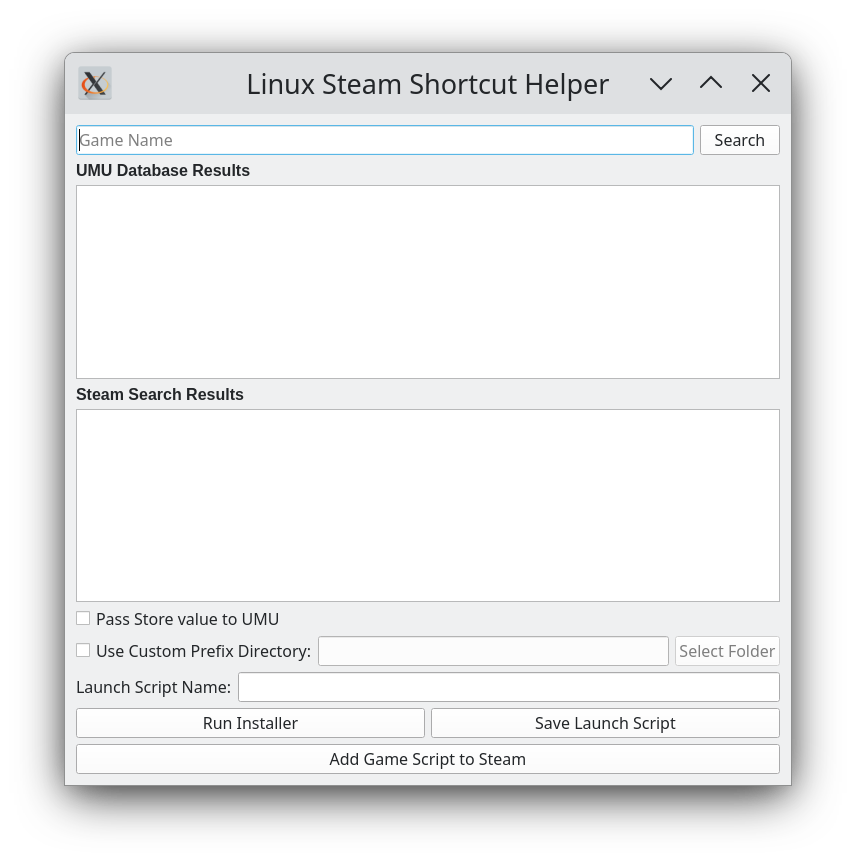 Linux Steam Shortcut Helper
Game Name Search
UMU Database Results
Steam Search Results
Pass Store value to UMU
Use Custom Prefix Directory: Select Folder
Launch Script Name:
Run Installer Save Launch Script
Add Game Script to Steam